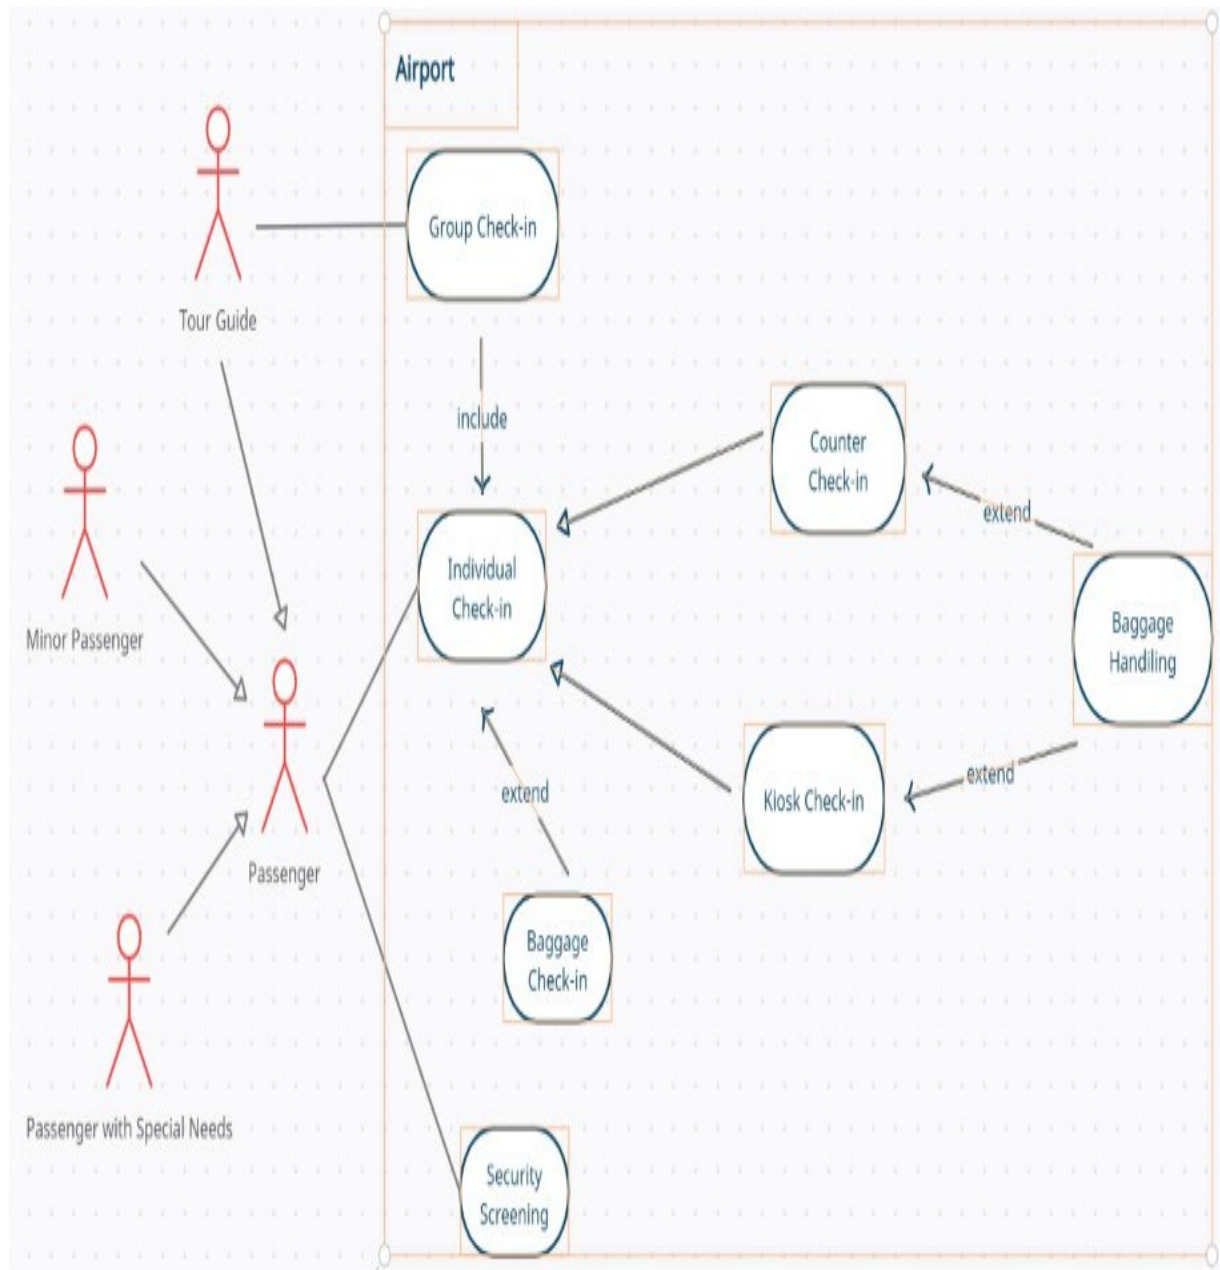 Airport
Group Check-in
Tour Guide
include
Counter
Check-in
extend
Individual
Check-in
Minor Passenger
Baggage
Handiling
extend
Kiosk Check-in
extend
Passenger
Baggage
Check-in
Passenger with Special Needs
Security
Screening